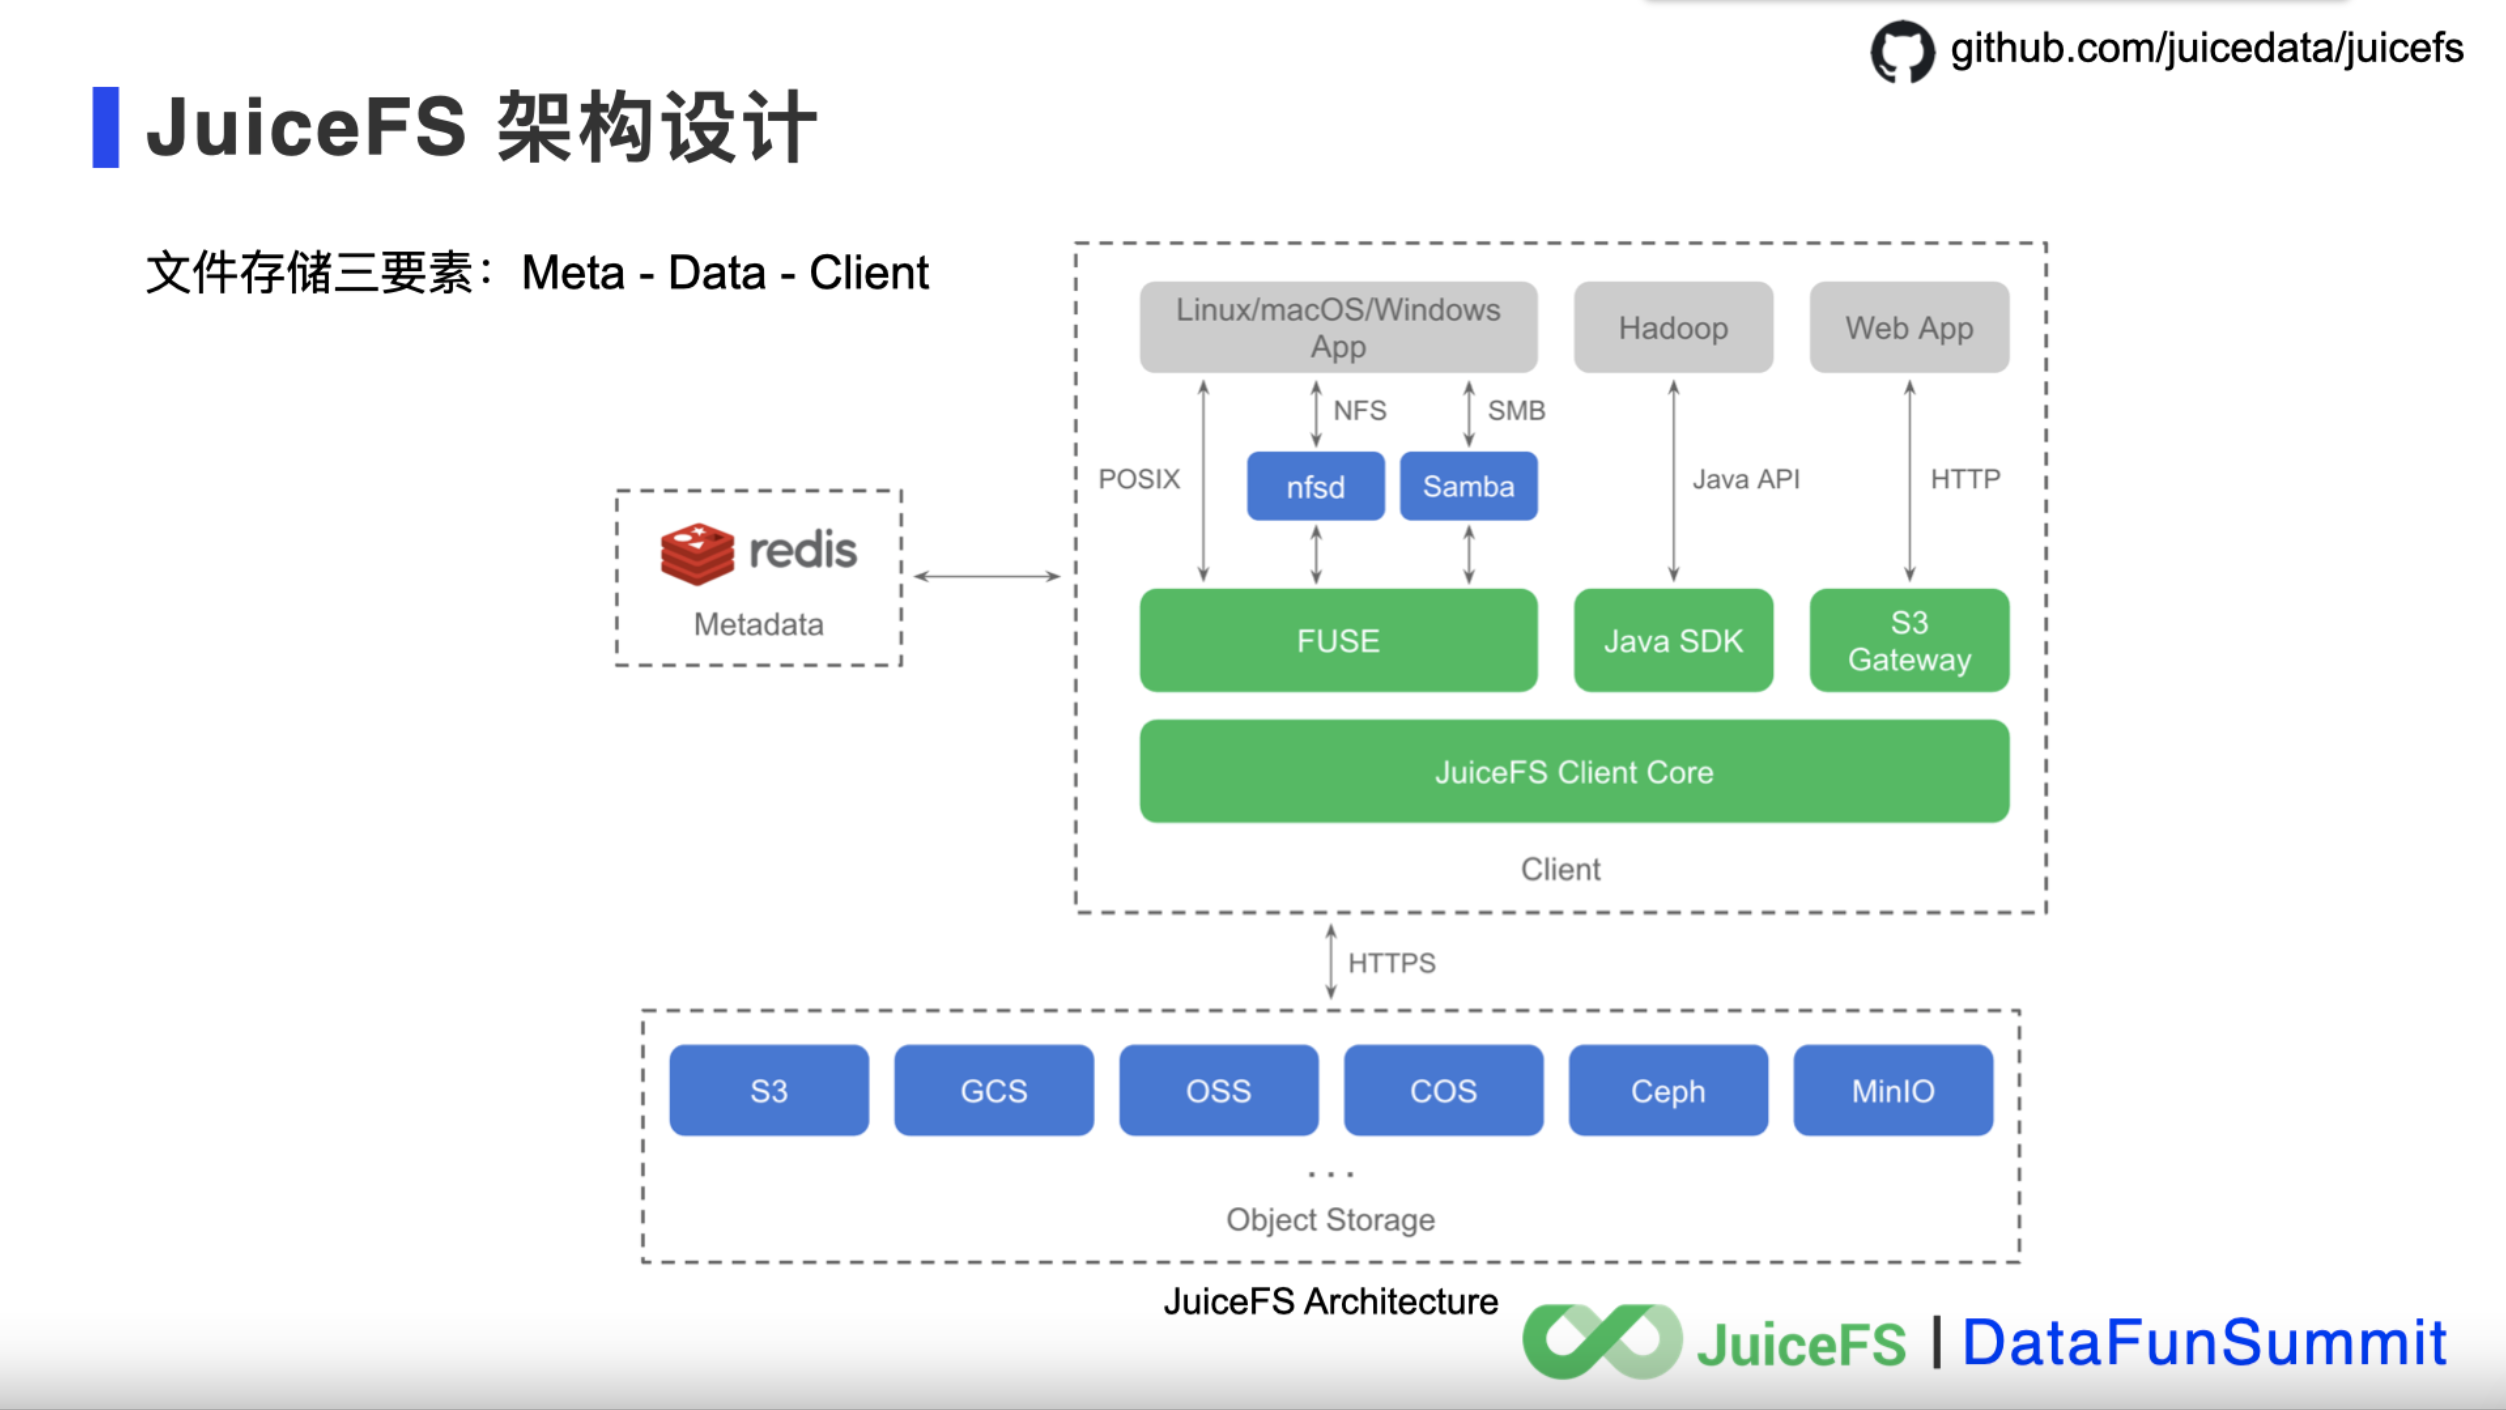 github.com/juicedata/juicefs
JuiceFS 架构设计
文件存储三要素：Meta - Data - Client
Linux/macOS/Windows
App
Hadoop
Web App
NFS
SMB
POSIX
nfsd
Samba
Java API
HTTP
redis
Metadata
FUSE
Java SDK
S3
Gateway
JuiceFS Client Core
Client
HTTPS
S3
GCS
OSS
COS
Ceph
MinIO
...
Object Storage
JuiceFS Architecture
JuiceFS | DataFunSummit